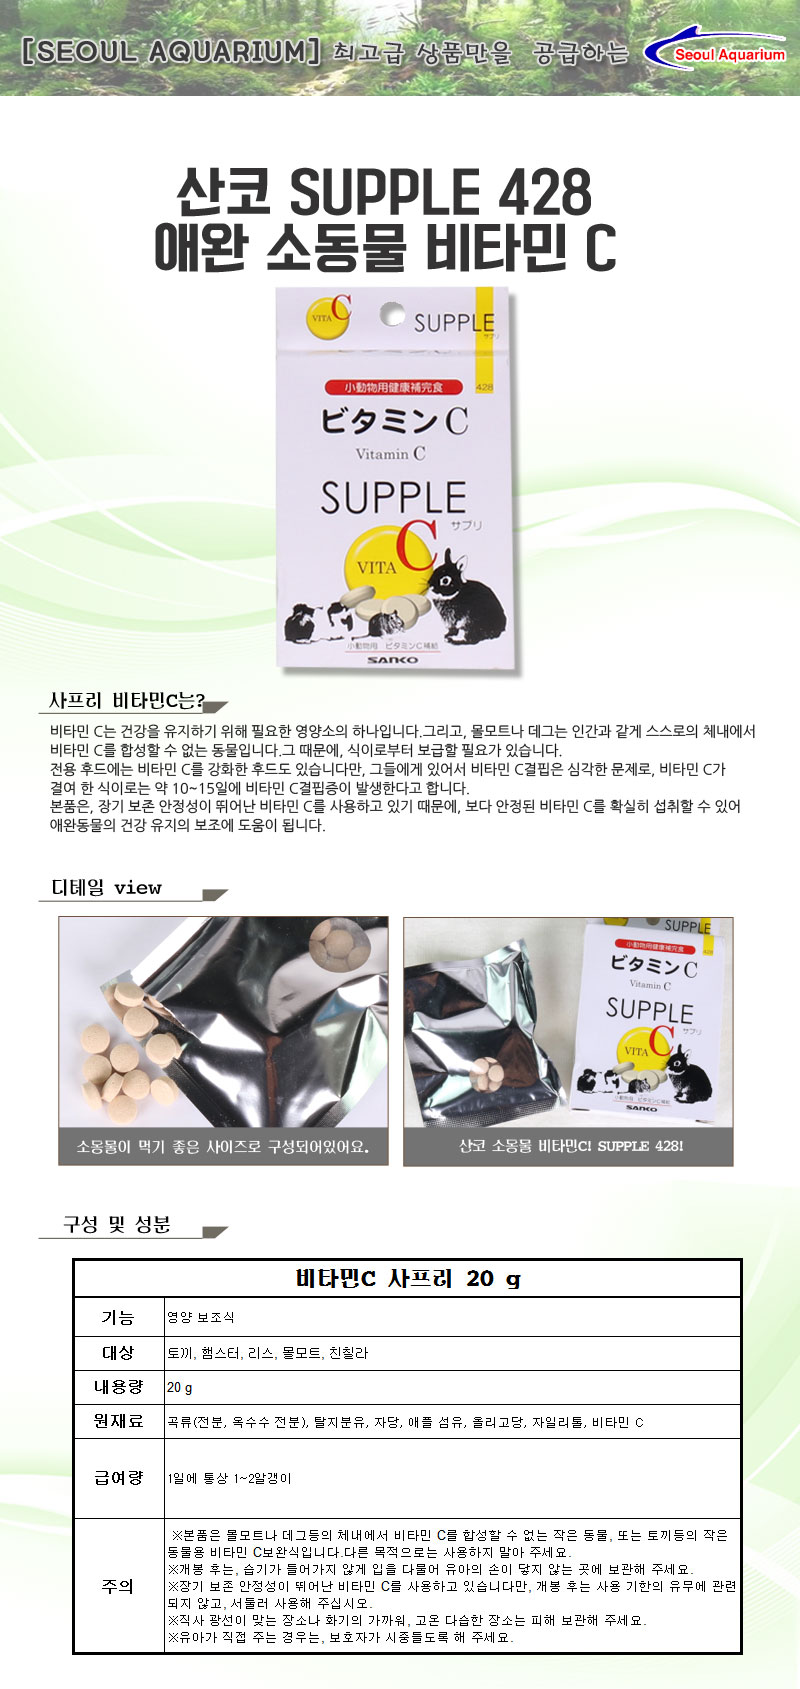 [SEOUL AQUARIUM] 최고급 상품만을 공급하는 Seoul Aquarium
산코 SUPPLE 428
애완 소동물 비타민 C
VITA C SUPPLE
サプリ
428
小動物用健康補完食
ビタミンC
Vitamin C
SUPPLE
サプリ
VITA C
小動物用 ビタミンC補給
SANKO
사프리 비타민C는?
비타민 C는 건강을 유지하기 위해 필요한 영양소의 하나입니다.그리고, 몰모트나 데그는 인간과 같게 스스로의 체내에서
비타민 C를 합성할 수 없는 동물입니다.그 때문에, 식이로부터 보급할 필요가 있습니다.
전용 후드에는 비타민 C를 강화한 후드도 있습니다만, 그들에게 있어서 비타민 C결핍은 심각한 문제로, 비타민 C가
결여 한 식이로는 약 10~15일에 비타민 C결핍증이 발생한다고 합니다.
본품은, 장기 보존 안정성이 뛰어난 비타민 C를 사용하고 있기 때문에, 보다 안정된 비타민 C를 확실히 섭취할 수 있어
애완동물의 건강 유지의 보조에 도움이 됩니다.
디테일 view
SUPPLE
小動物用健康補完食
428
ビタミンC
Vitamin C
SUPPLE
サプリ
VITA C
小動物用 ビタミンC補給
SANKO
소동물이 먹기 좋은 사이즈로 구성되어있어요.
산코 소동물 비타민C! SUPPLE 428!
구성 및 성분
비타민C 사프리 20 g
기능 영양 보조식
대상 토끼, 햄스터, 리스, 몰모트, 친칠라
내용량 20 g
원재료 곡류(전분, 옥수수 전분), 탈지분유, 자당, 애플 섬유, 올리고당, 자일리톨, 비타민 C
급여량 1일에 통상 1~2알갱이
주의
※본품은 몰모트나 데그등의 체내에서 비타민 C를 합성할 수 없는 작은 동물, 또는 토끼등의 작은
동물용 비타민 C보완식입니다.다른 목적으로는 사용하지 말아 주세요.
※개봉 후는, 습기가 들어가지 않게 입을 다물어 유아의 손이 닿지 않는 곳에 보관해 주세요.
※장기 보존 안정성이 뛰어난 비타민 C를 사용하고 있습니다만, 개봉 후는 사용 기한의 유무에 관련
되지 않고, 서둘러 사용해 주십시오.
※직사 광선이 맞는 장소나 화기의 가까워, 고온 다습한 장소는 피해 보관해 주세요.
※유아가 직접 주는 경우는, 보호자가 시중들도록 해 주세요.